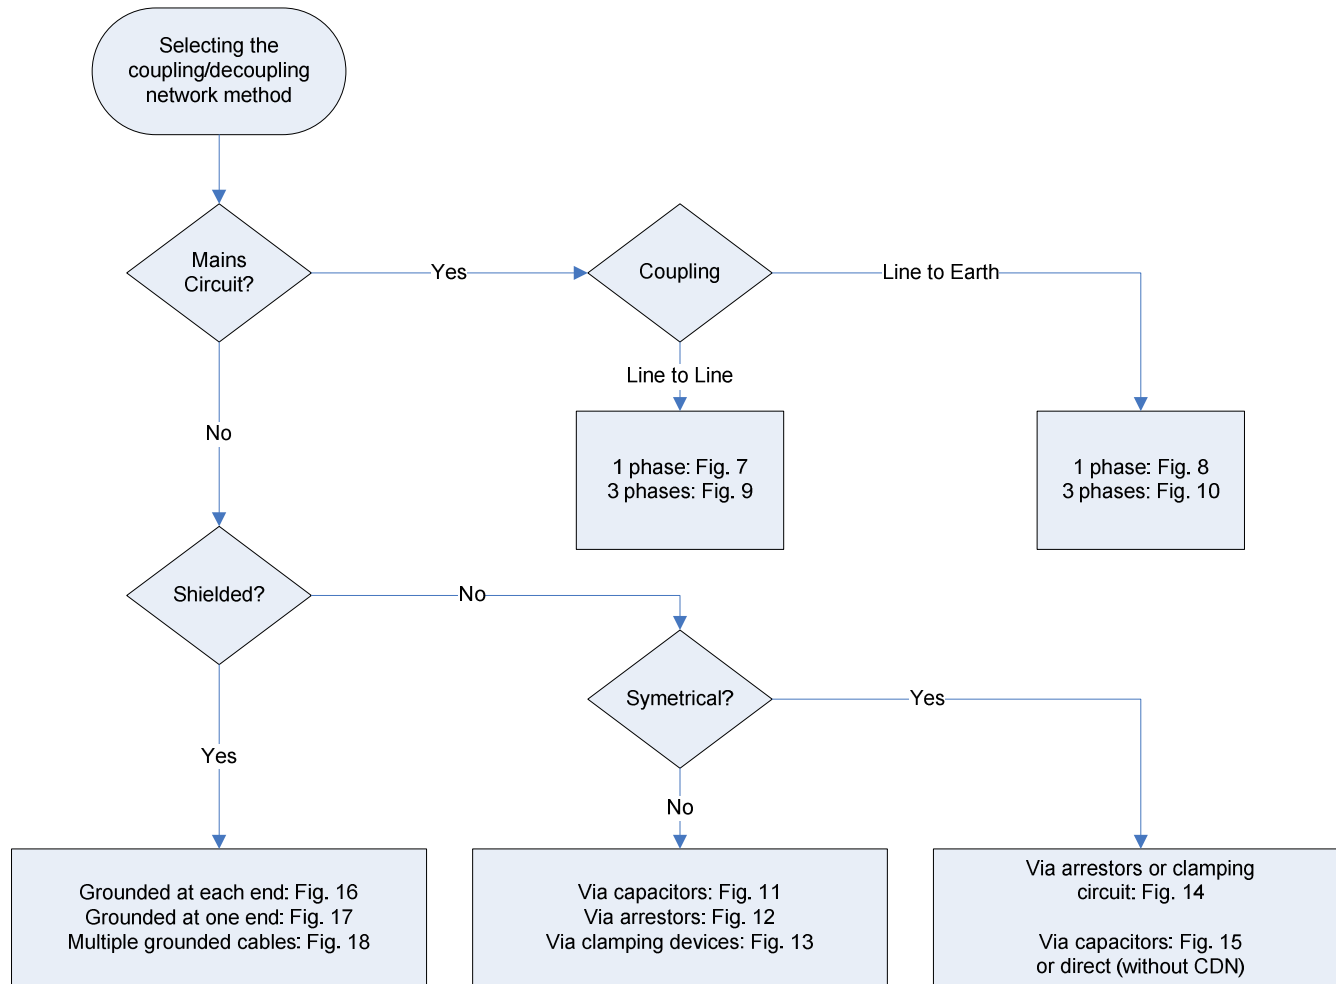 Selecting the
coupling/decoupling
network method
Mains
Circuit?
Yes
Coupling
Line to Earth
Line to Line
No
1 phase: Fig. 7
3 phases: Fig. 9
1 phase: Fig. 8
3 phases: Fig. 10
Shielded?
No
Symetrical?
Yes
Yes
No
Grounded at each end: Fig. 16
Grounded at one end: Fig. 17
Multiple grounded cables: Fig. 18
Via capacitors: Fig. 11
Via arrestors: Fig. 12
Via clamping devices: Fig. 13
Via arrestors or clamping
circuit: Fig. 14
Via capacitors: Fig. 15
or direct (without CDN)